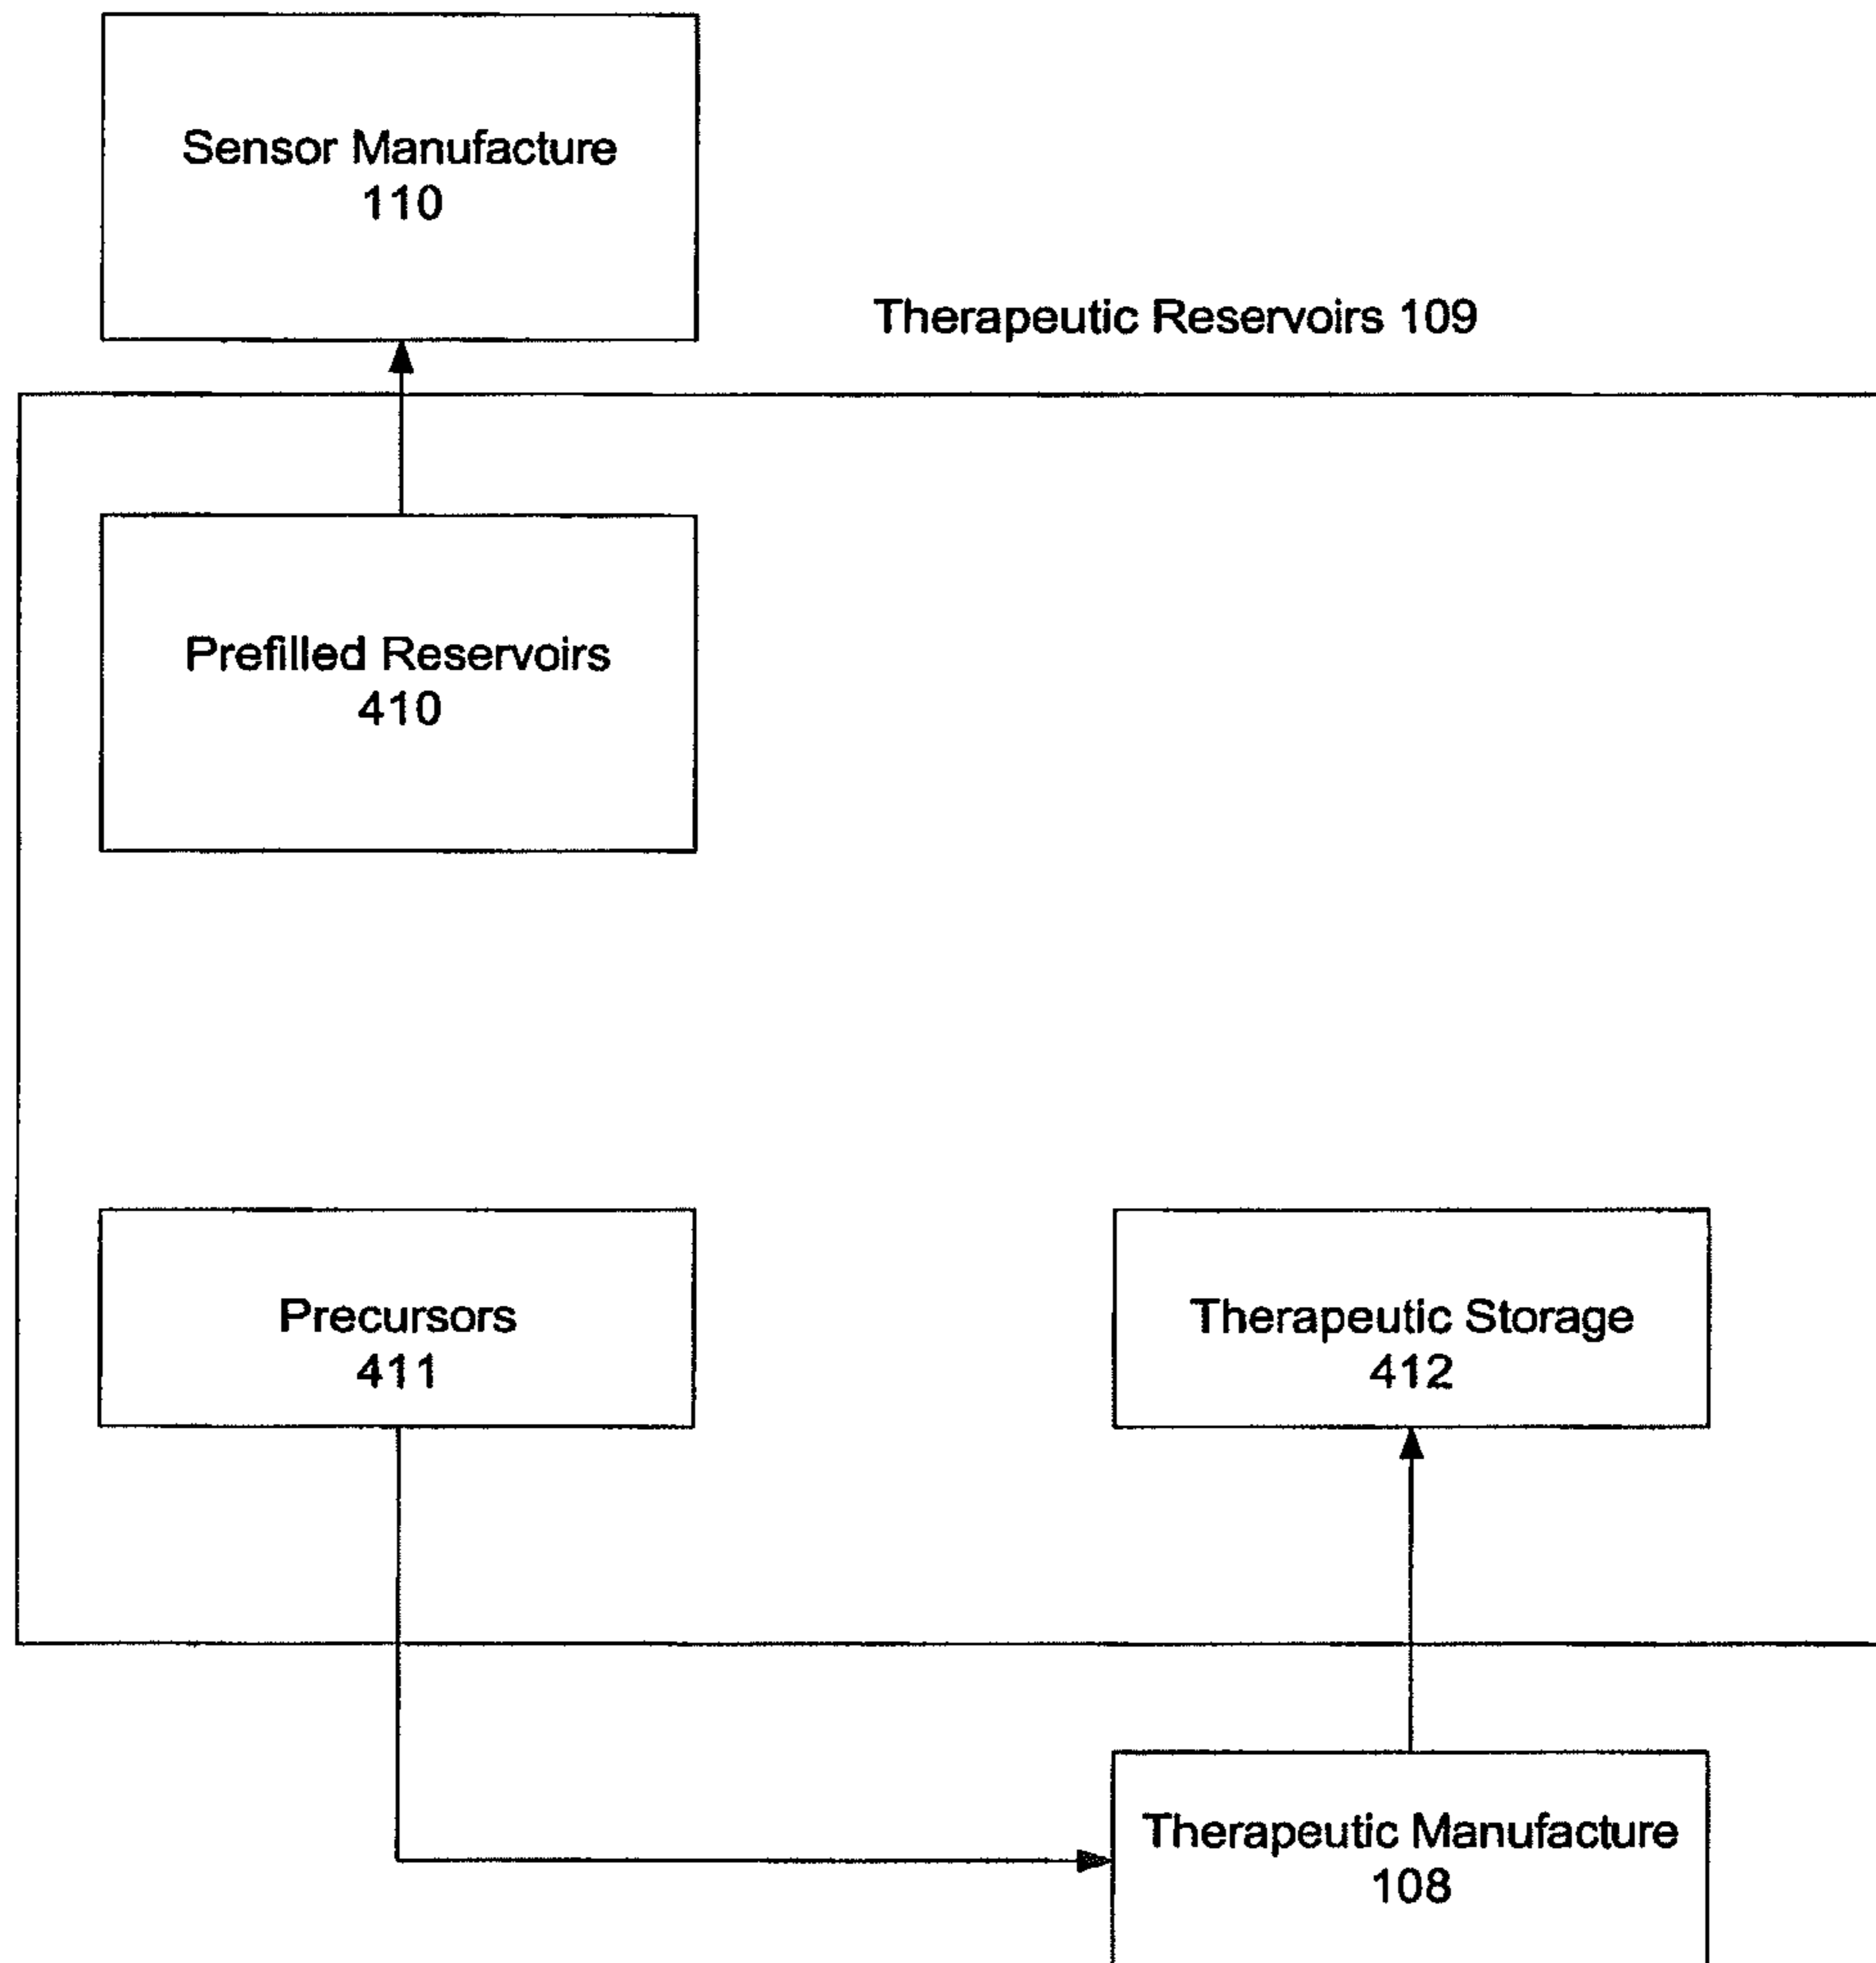 Sensor Manufacture
110
Therapeutic Reservoirs 109
Prefilled Reservoirs
410
Precursors
411
Therapeutic Storage
412
Therapeutic Manufacture
108